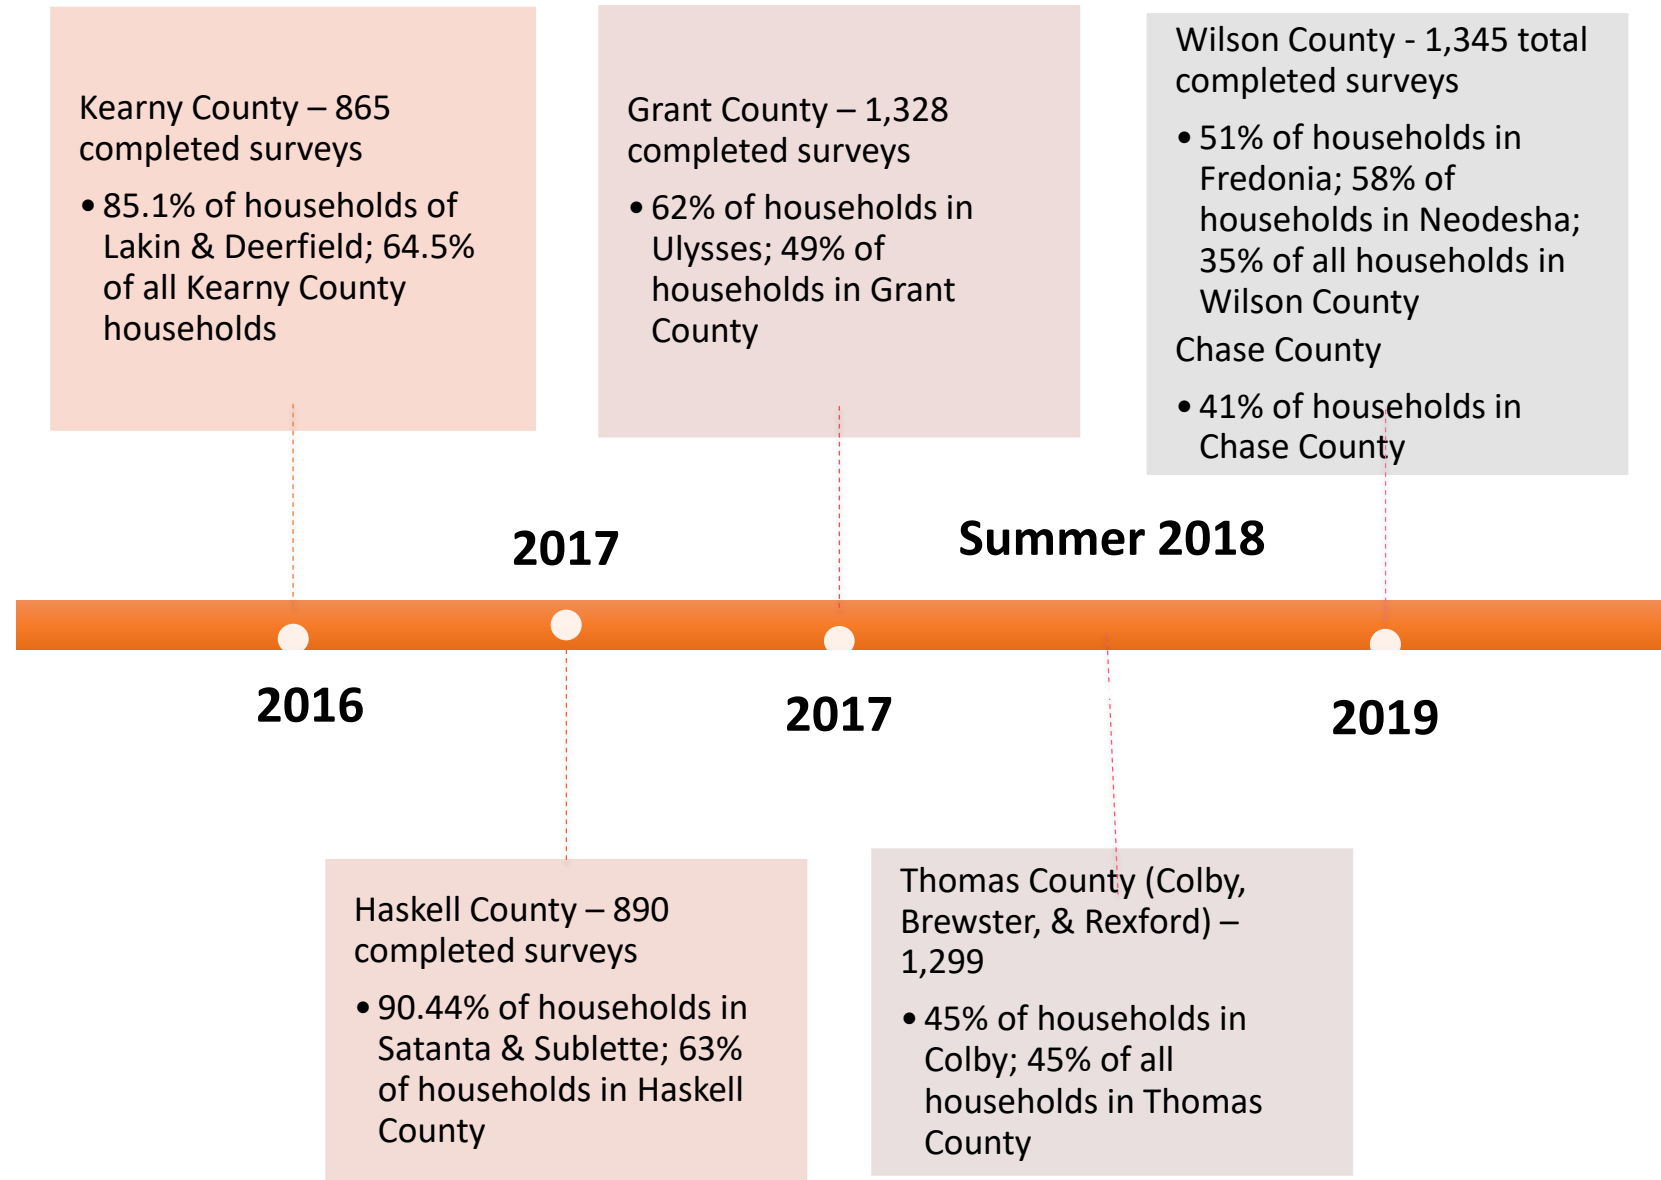 Kearny County – 865
completed surveys
• 85.1% of households of
Lakin & Deerfield; 64.5%
of all Kearny County
households
Grant County – 1,328
completed surveys
• 62% of households in
Ulysses; 49% of
households in Grant
County
Wilson County - 1,345 total
completed surveys
• 51% of households in
Fredonia; 58% of
households in Neodesha;
35% of all households in
Wilson County
Chase County
• 41% of households in
Chase County
2017
Summer 2018
2016
2017
2019
Haskell County – 890
completed surveys
• 90.44% of households in
Satanta & Sublette; 63%
of households in Haskell
County
Thomas County (Colby,
Brewster, & Rexford) –
1,299
• 45% of households in
Colby; 45% of all
households in Thomas
County